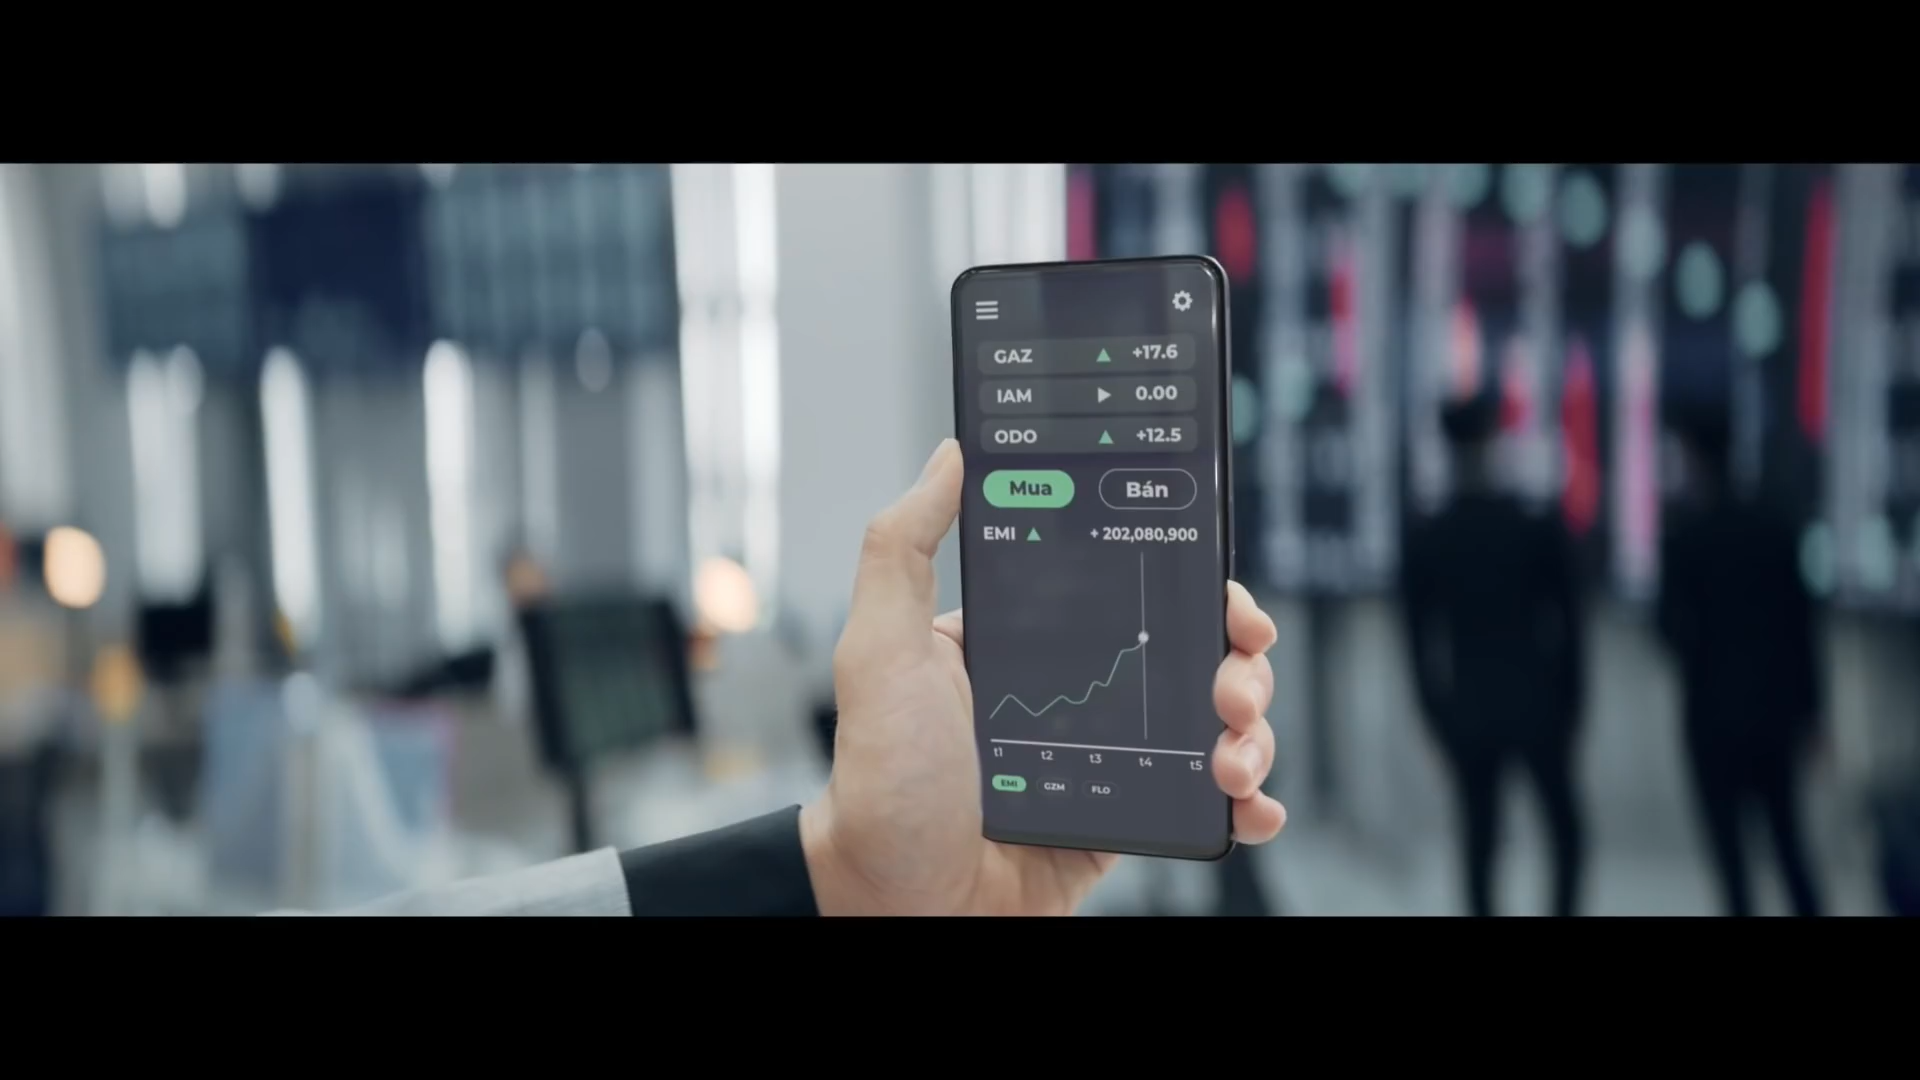 GAZ ▲ +17.6
IAM ▶ 0.00
ODO ▲ +12.5
Mua Bán
EMI ▲ + 202,080,900
t1 t2 t3 t4 t5
EMI GZM FLO